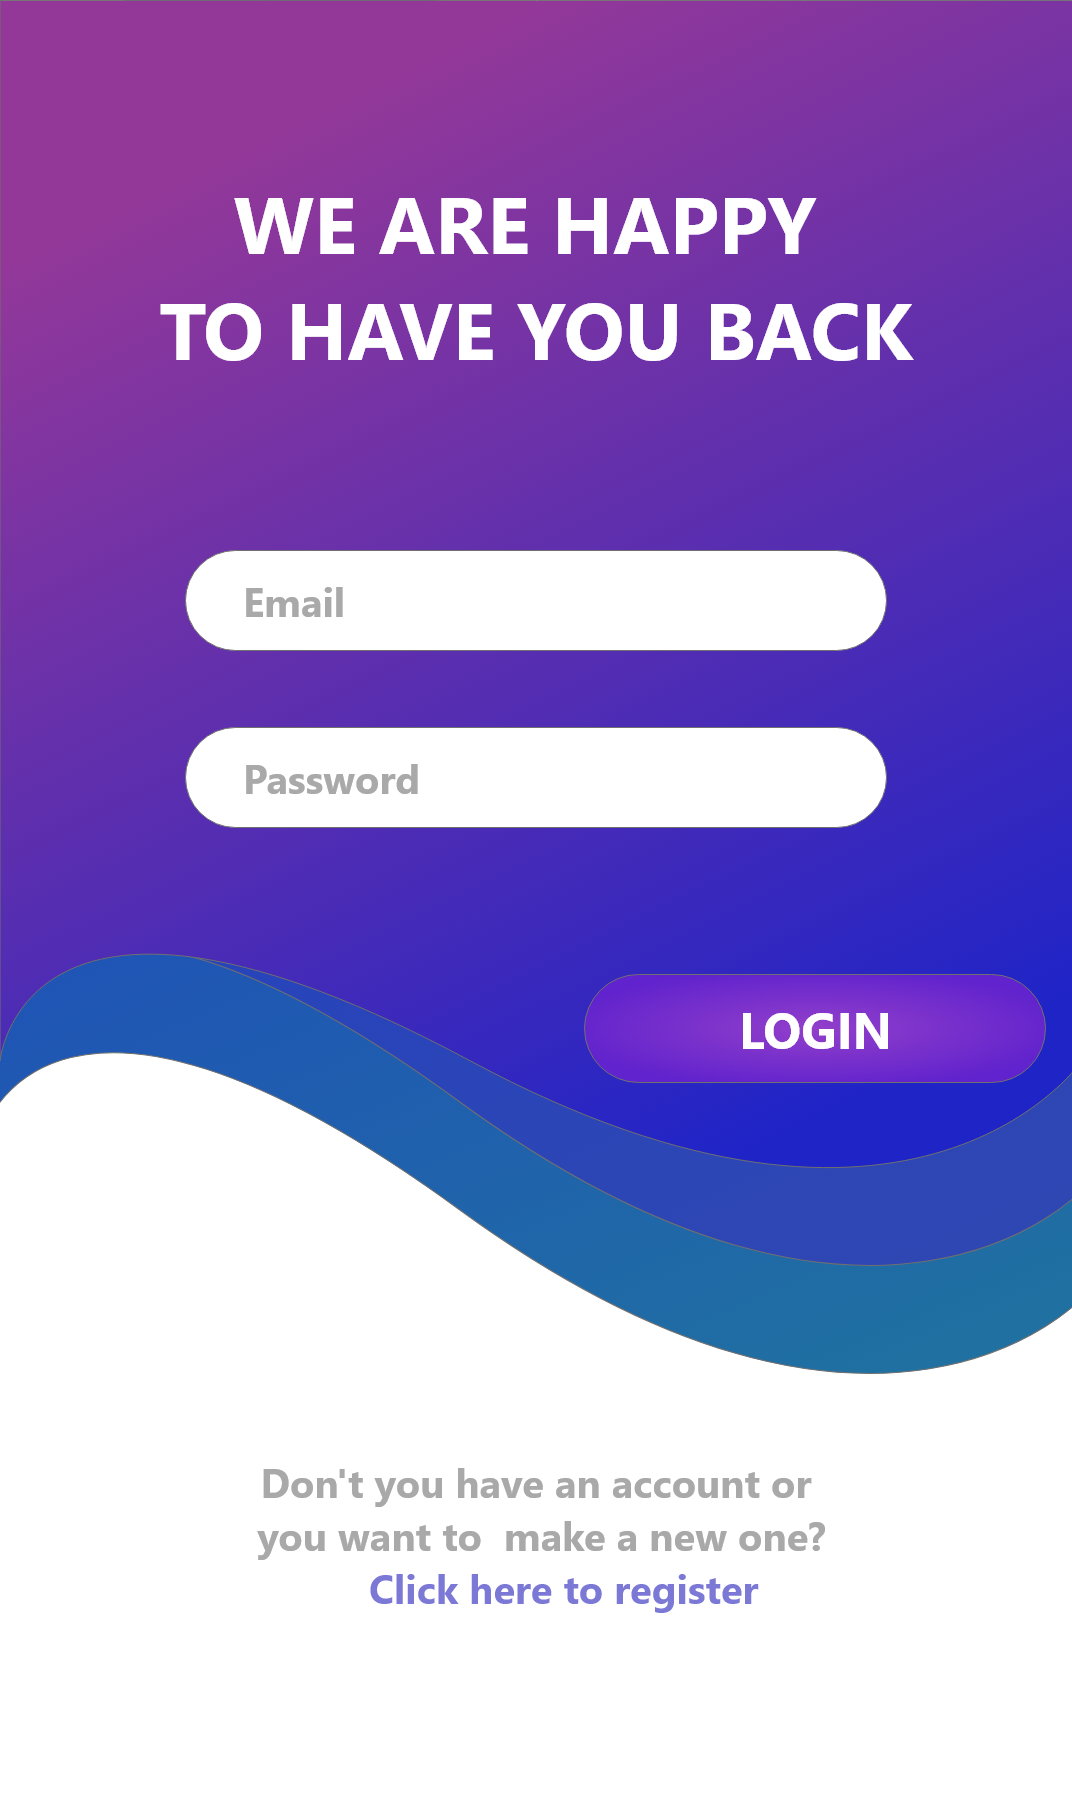 WE ARE HAPPY
TO HAVE YOU BACK
Email
Password
LOGIN
Don't you have an account or
you want to  make a new one?
Click here to register